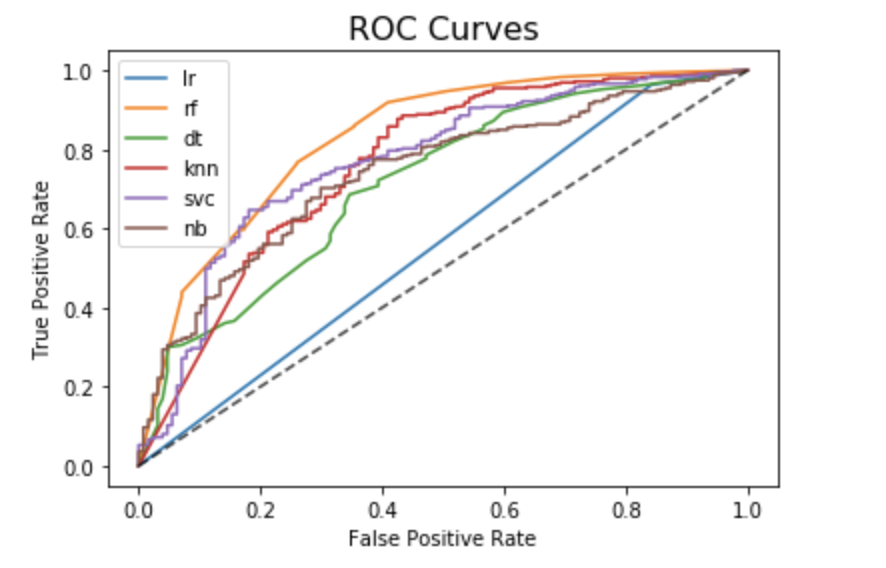 ROC Curves
lr
rf
dt
knn
svc
nb
True Positive Rate
1.0
0.8
0.6
0.4
0.2
0.0
0.0 0.2 0.4 0.6 0.8 1.0
False Positive Rate